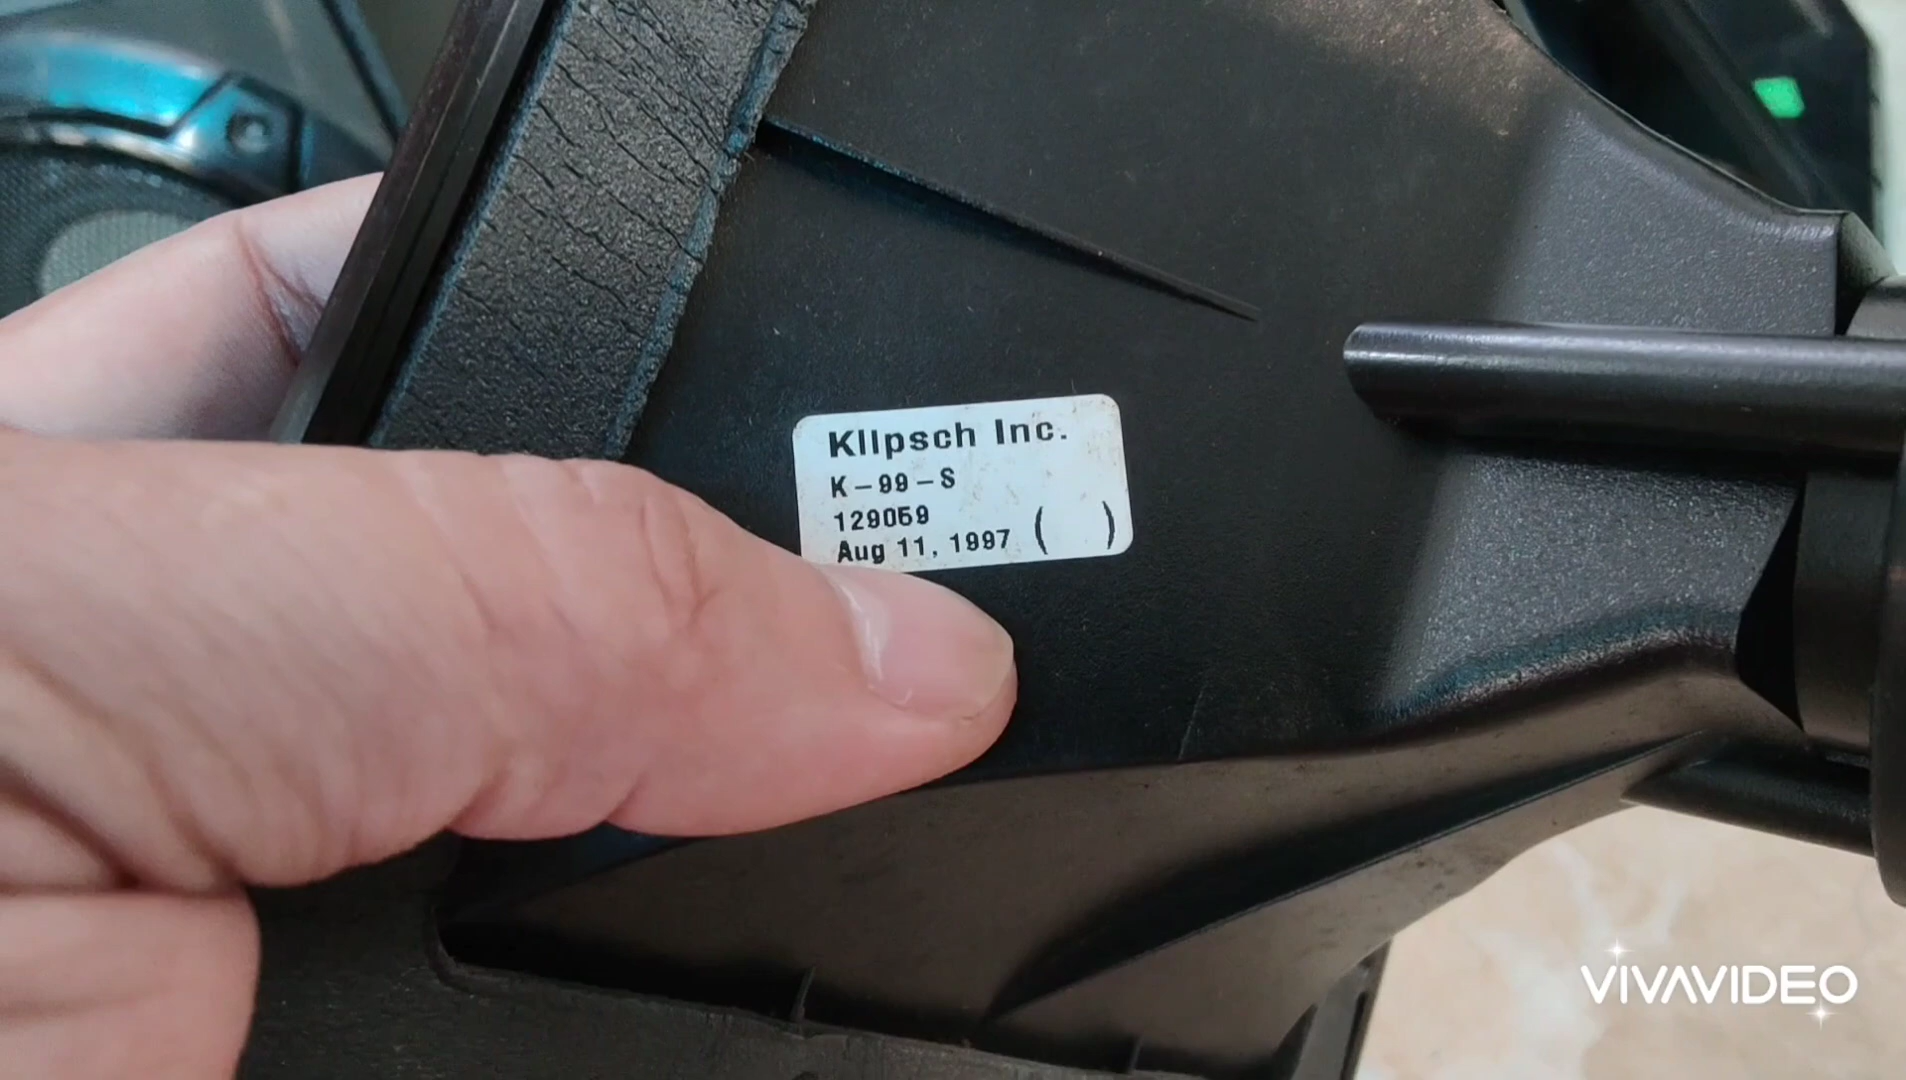 Klipsch Inc.
K-99-S
129059
Aug 11, 1997 ( )
VIVAVIDEO